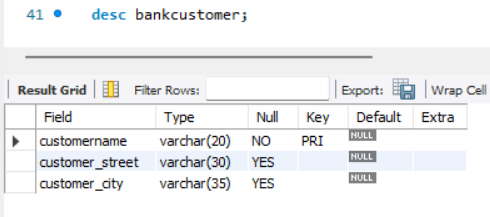 41 desc bankcustomer;
Result Grid Filter Rows: Export: Wrap Cell
Field Type Null Key Default Extra
customername varchar(20) NO PRI NULL
customer_street varchar(30) YES NULL
customer_city varchar(35) YES NULL